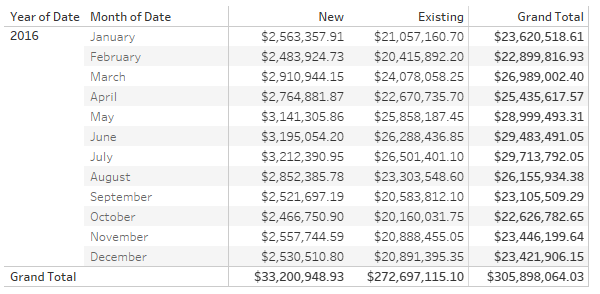 Year of Date Month of Date New Existing Grand Total
2016 January $2,563,357.91 $21,057,160.70 $23,620,518.61
February $2,483,924.73 $20,415,892.20 $22,899,816.93
March $2,910,944.15 $24,078,058.25 $26,989,002.40
April $2,764,881.87 $22,670,735.70 $25,435,617.57
May $3,141,305.86 $25,858,187.45 $28,999,493.31
June $3,195,054.20 $26,288,436.85 $29,483,491.05
July $3,212,390.95 $26,501,401.10 $29,713,792.05
August $2,852,385.78 $23,303,548.60 $26,155,934.38
September $2,521,697.19 $20,583,812.10 $23,105,509.29
October $2,466,750.90 $20,160,031.75 $22,626,782.65
November $2,557,744.59 $20,888,455.05 $23,446,199.64
December $2,530,510.80 $20,891,395.35 $23,421,906.15
Grand Total $33,200,948.93 $272,697,115.10 $305,898,064.03